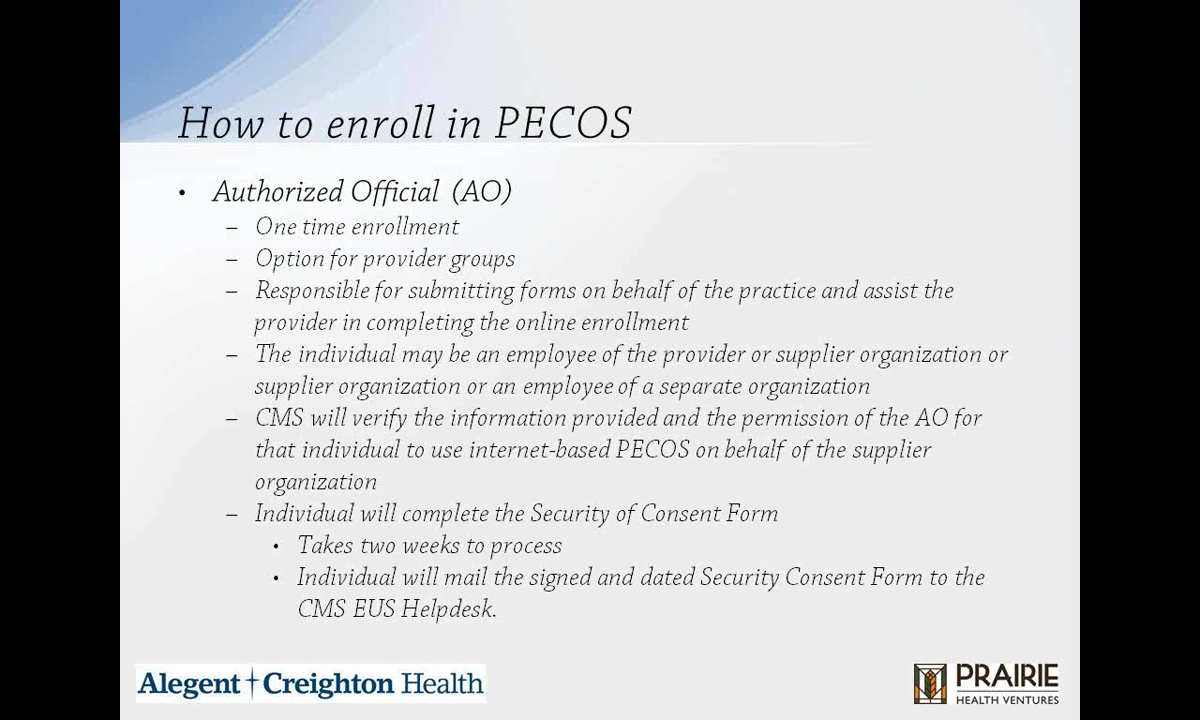 How to enroll in PECOS
• Authorized Official (AO)
– One time enrollment
– Option for provider groups
– Responsible for submitting forms on behalf of the practice and assist the
provider in completing the online enrollment
– The individual may be an employee of the provider or supplier organization or
supplier organization or an employee of a separate organization
– CMS will verify the information provided and the permission of the AO for
that individual to use internet-based PECOS on behalf of the supplier
organization
– Individual will complete the Security of Consent Form
• Takes two weeks to process
• Individual will mail the signed and dated Security Consent Form to the
CMS EUS Helpdesk.
Alegent Creighton Health
PRAIRIE
HEALTH VENTURES